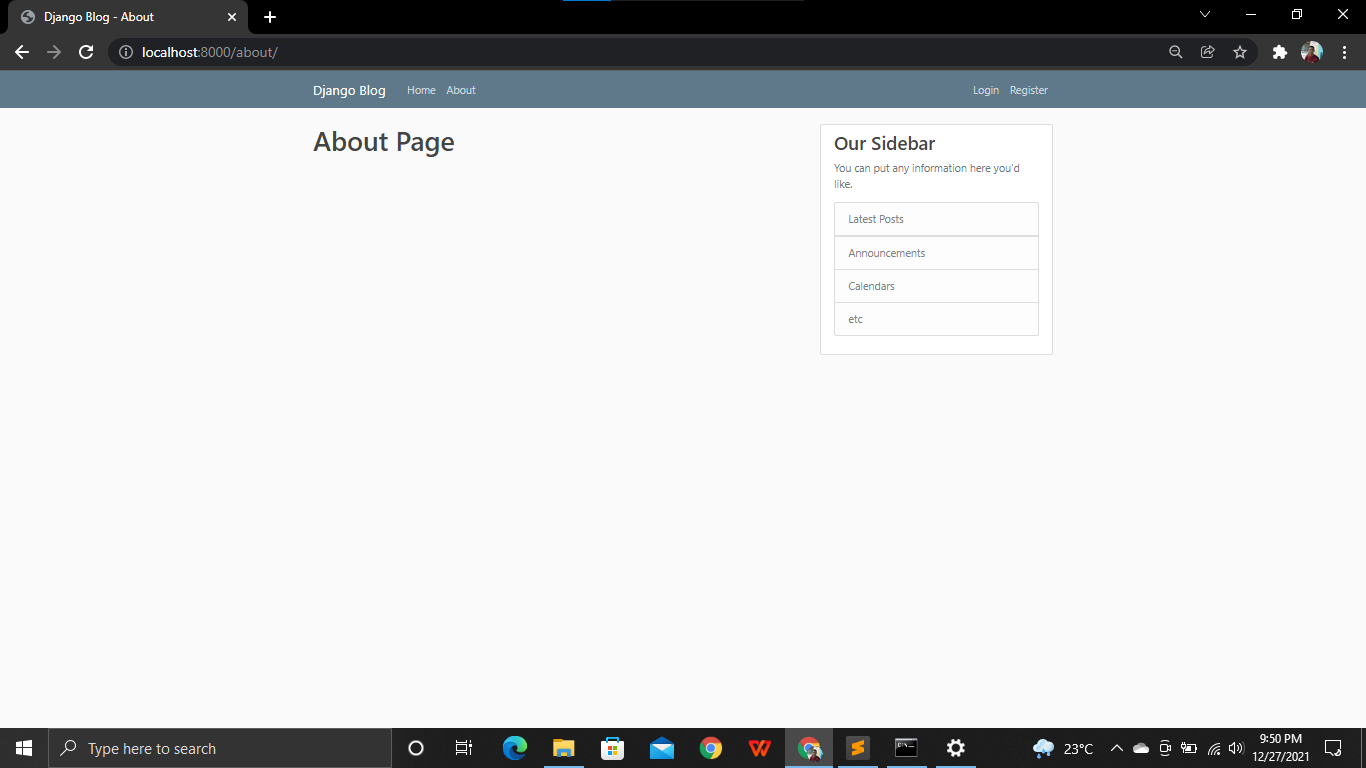 Django Blog - About
localhost:8000/about/
Django Blog Home About Login Register
About Page
Our Sidebar
You can put any information here you'd
like.
Latest Posts
Announcements
Calendars
etc
Type here to search
23°C
9:50 PM
12/27/2021